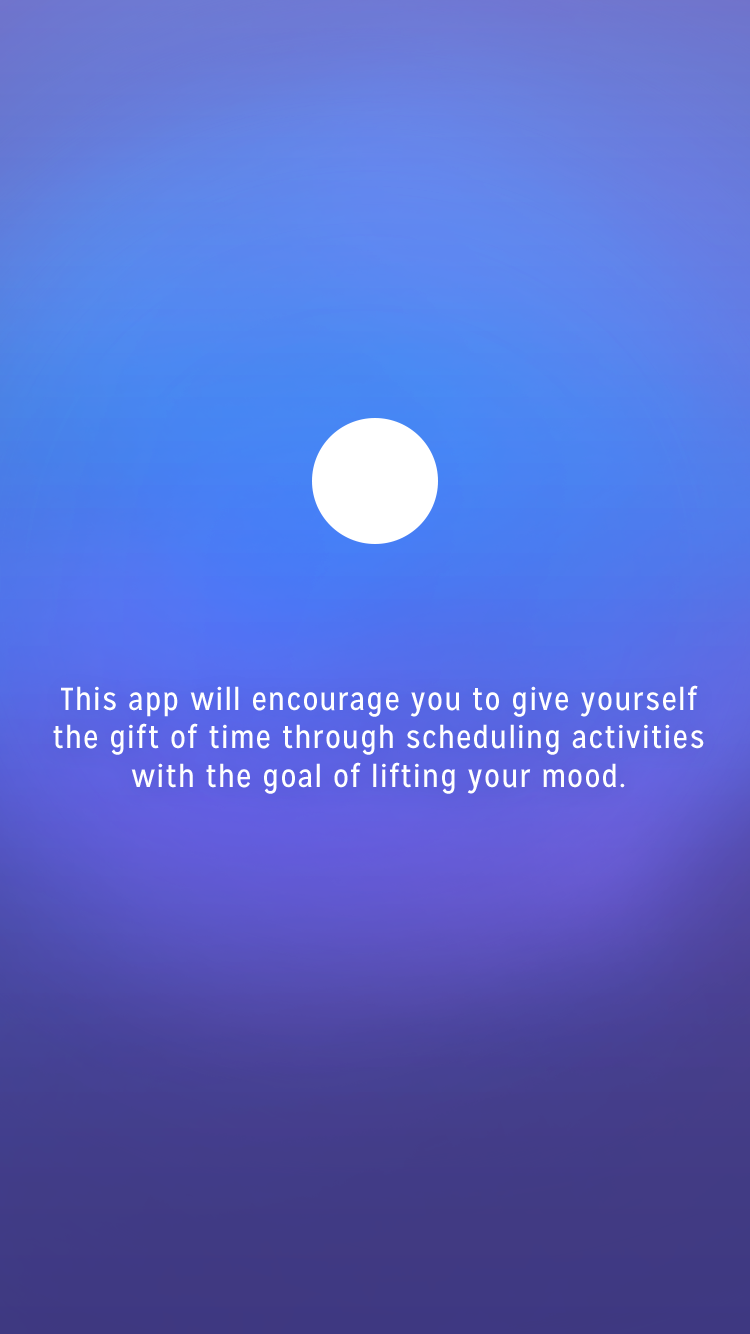 This app will encourage you to give yourself
the gift of time through scheduling activities
with the goal of lifting your mood.